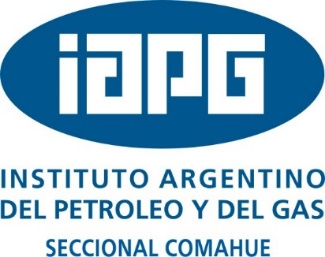 iAPG
INSTITUTO ARGENTINO
DEL PETROLEO Y DEL GAS
SECCIONAL COMAHUE